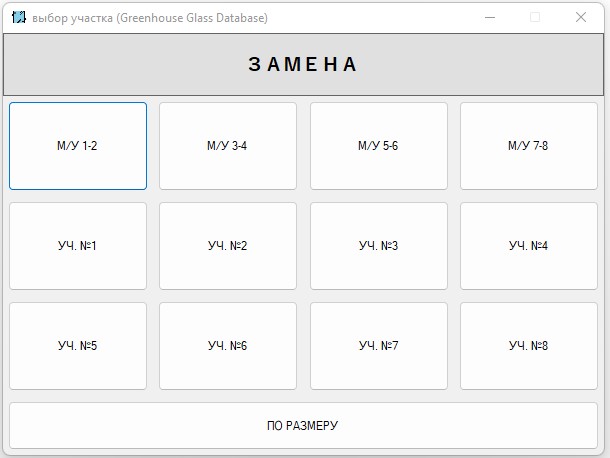 выбор участка (Greenhouse Glass Database)
ЗАМЕНА
М/У 1-2
М/У 3-4
М/У 5-6
М/У 7-8
УЧ. №1
УЧ. №2
УЧ. №3
УЧ. №4
УЧ. №5
УЧ. №6
УЧ. №7
УЧ. №8
ПО РАЗМЕРУ